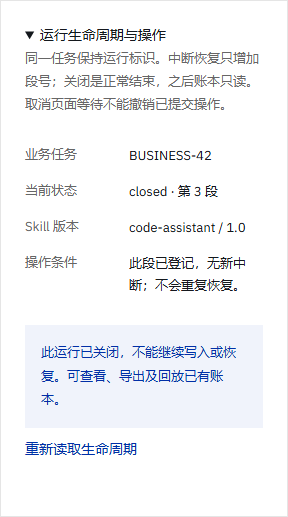 ▼ 运行生命周期与操作
同一任务保持运行标识。中断恢复只增加
段号；关闭是正常结束，之后账本只读。
取消页面等待不能撤销已提交操作。
业务任务 BUSINESS-42
当前状态 closed · 第 3 段
Skill 版本 code-assistant / 1.0
操作条件 此段已登记，无新中
断；不会重复恢复。
此运行已关闭，不能继续写入或恢
复。可查看、导出及回放已有账
本。
重新读取生命周期